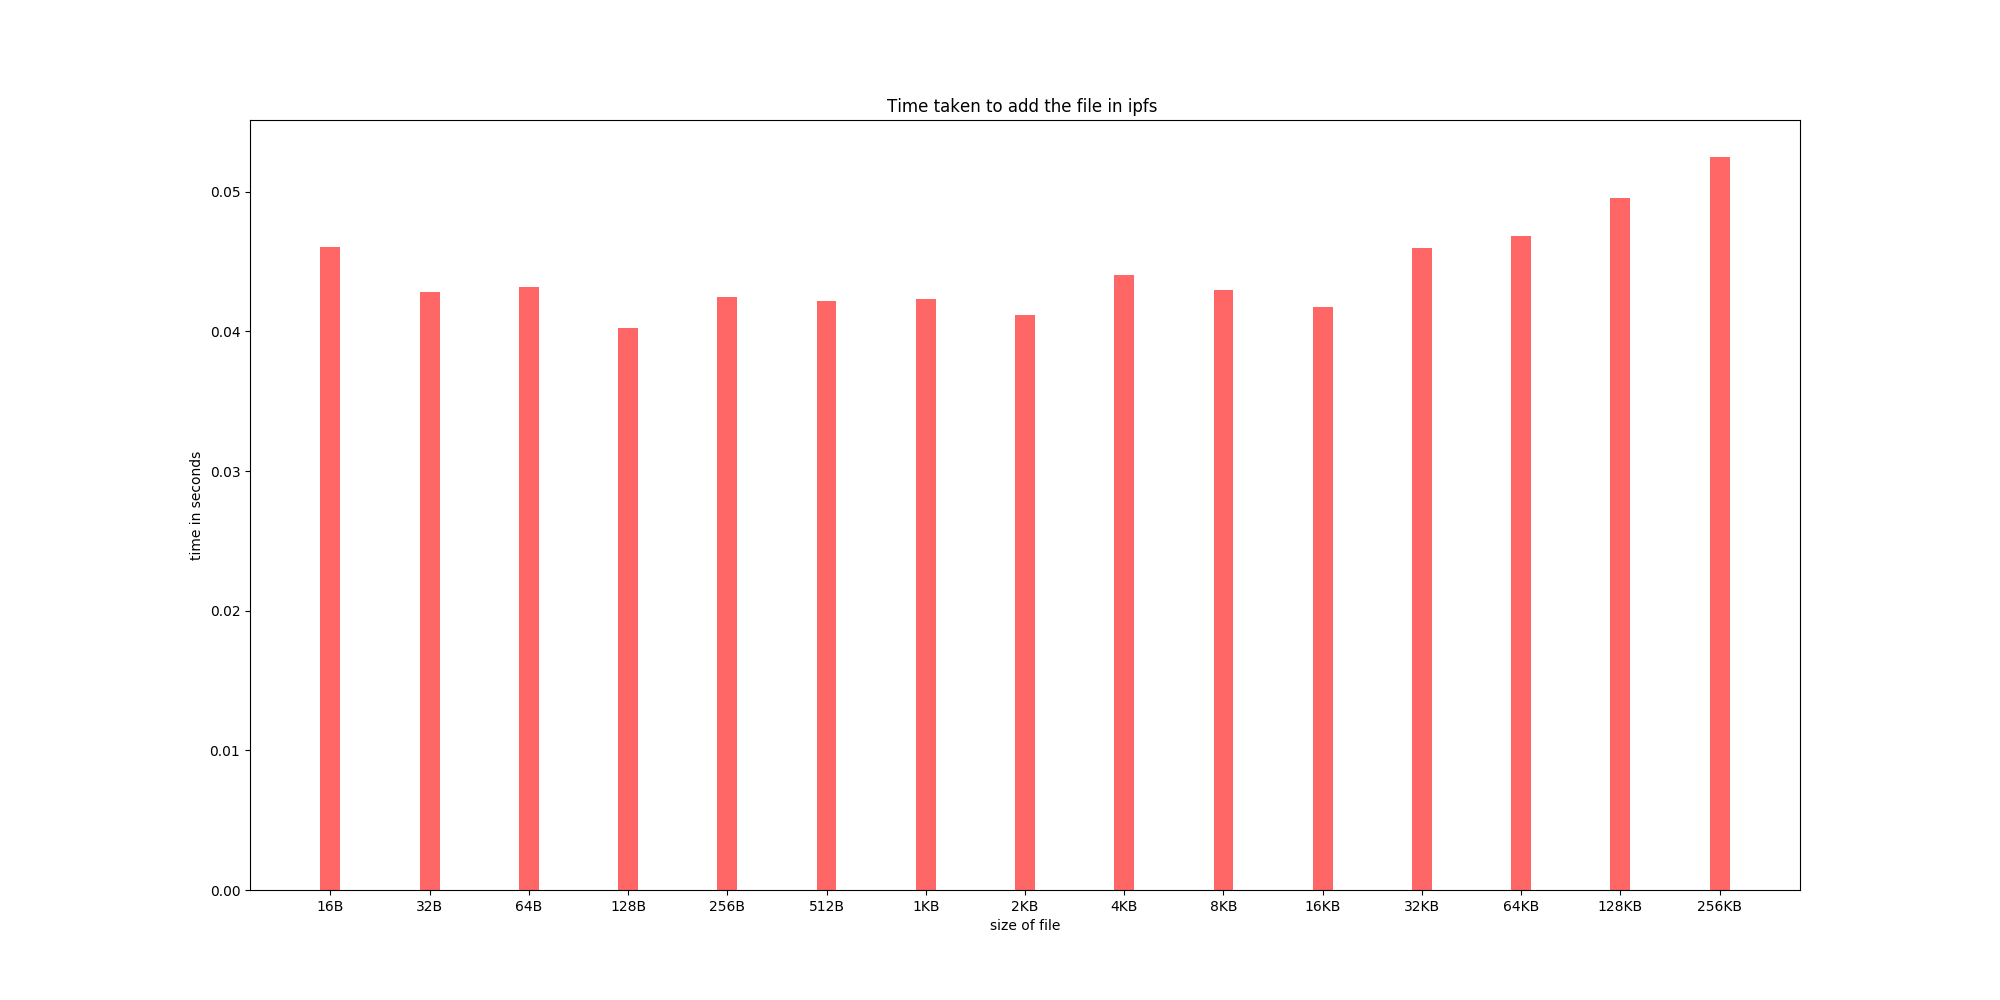 Time taken to add the file in ipfs
time in seconds
0.05
0.04
0.03
0.02
0.01
0.00
16B 32B 64B 128B 256B 512B 1KB 2KB 4KB 8KB 16KB 32KB 64KB 128KB 256KB
size of file